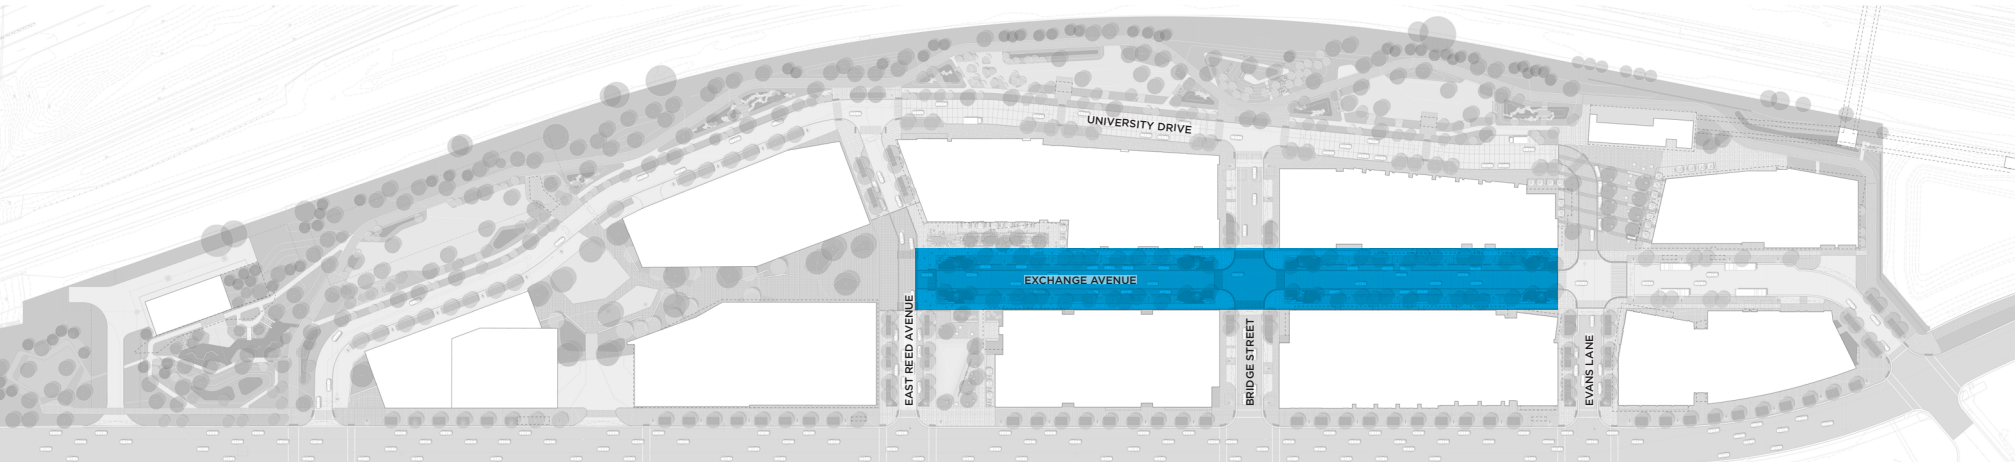 UNIVERSITY DRIVE
EXCHANGE AVENUE
EAST REED AVENUE
BRIDGE STREET
EVANS LANE